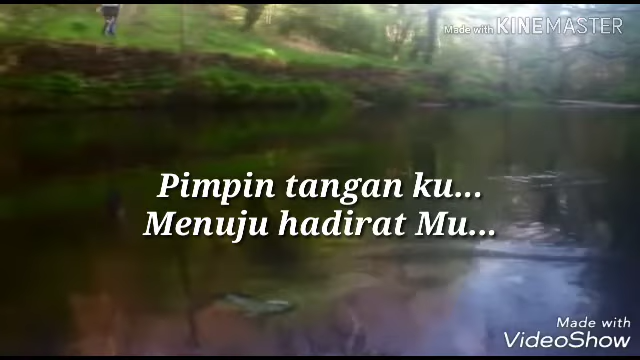 Made with KINEMASTER
Pimpin tangan ku...
Menuju hadirat Mu...
Made with
VideoShow